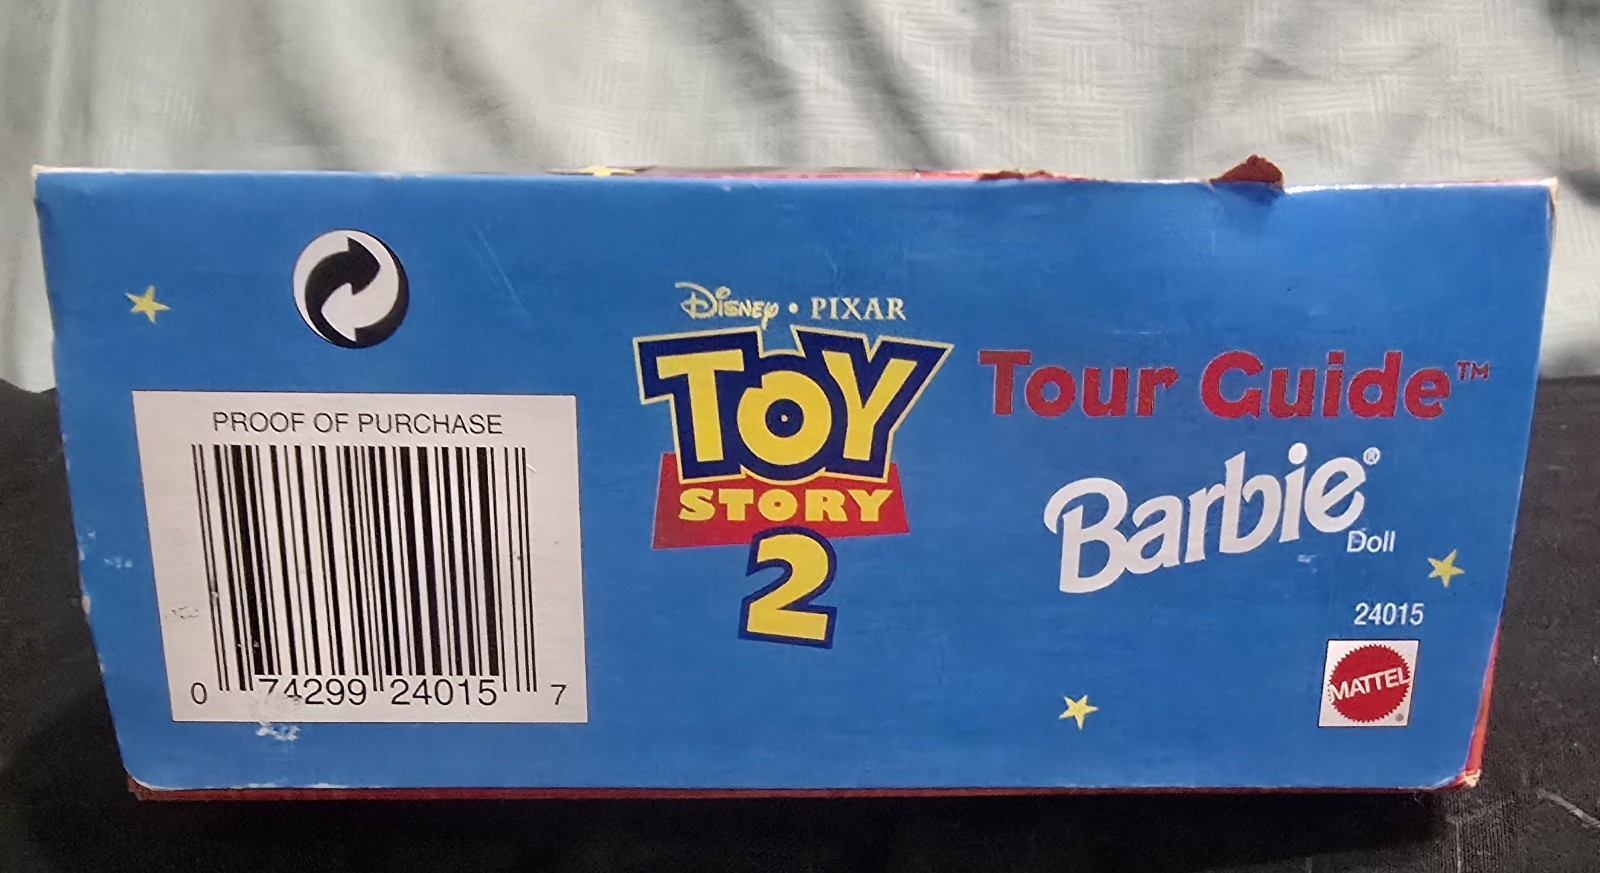 PROOF OF PURCHASE
0 74299 24015 7
Disney • PIXAR
TOY
STORY
2
Tour Guide™
Barbie®
Doll
24015
MATTEL®